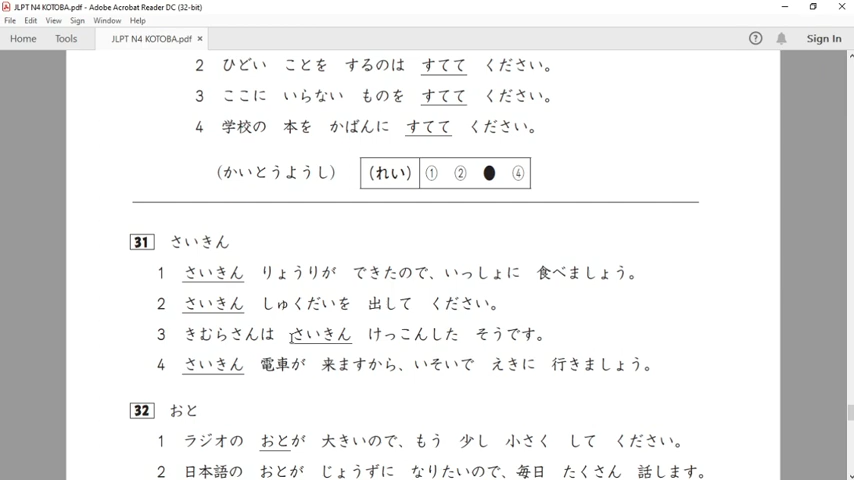 JLPT N4 KOTOBA.pdf - Adobe Acrobat Reader DC (32-bit)
File Edit View Sign Window Help
Home Tools JLPT N4 KOTOBA.pdf × Sign In
2 ひどい ことを するのは すてて ください。
3 ここに いらない ものを すてて ください。
4 学校の 本を かばんに すてて ください。
(かいとうようし) (れい) ① ② ● ④
31 さいきん
1 さいきん りょうりが できたので、いっしょに 食べましょう。
2 さいきん しゅくだいを 出して ください。
3 きむらさんは さいきん けっこんした そうです。
4 さいきん 電車が 来ますから、いそいで えきに 行きましょう。
32 おと
1 ラジオの おとが 大きいので、もう 少し 小さく して ください。
2 日本語の おとが じょうずに なりたいので、毎日 たくさん 話します。